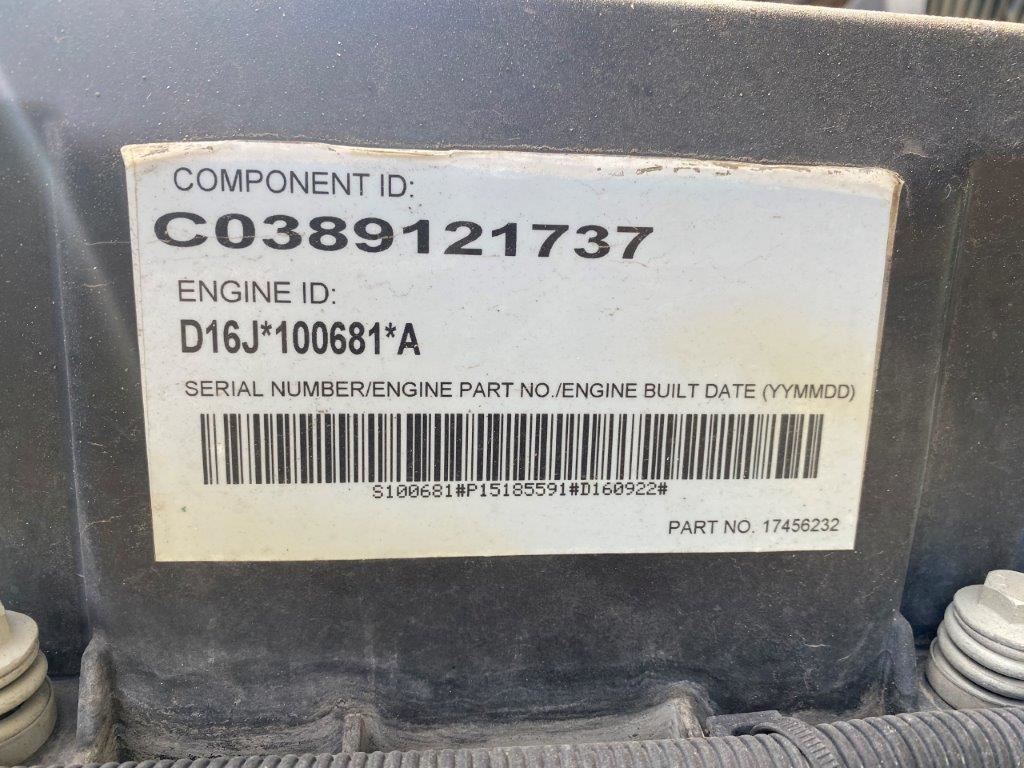 COMPONENT ID:
C0389121737
ENGINE ID:
D16J*100681*A
SERIAL NUMBER/ENGINE PART NO./ENGINE BUILT DATE (YYMMDD)
S100681#P15185591#D160922#
PART NO. 17456232